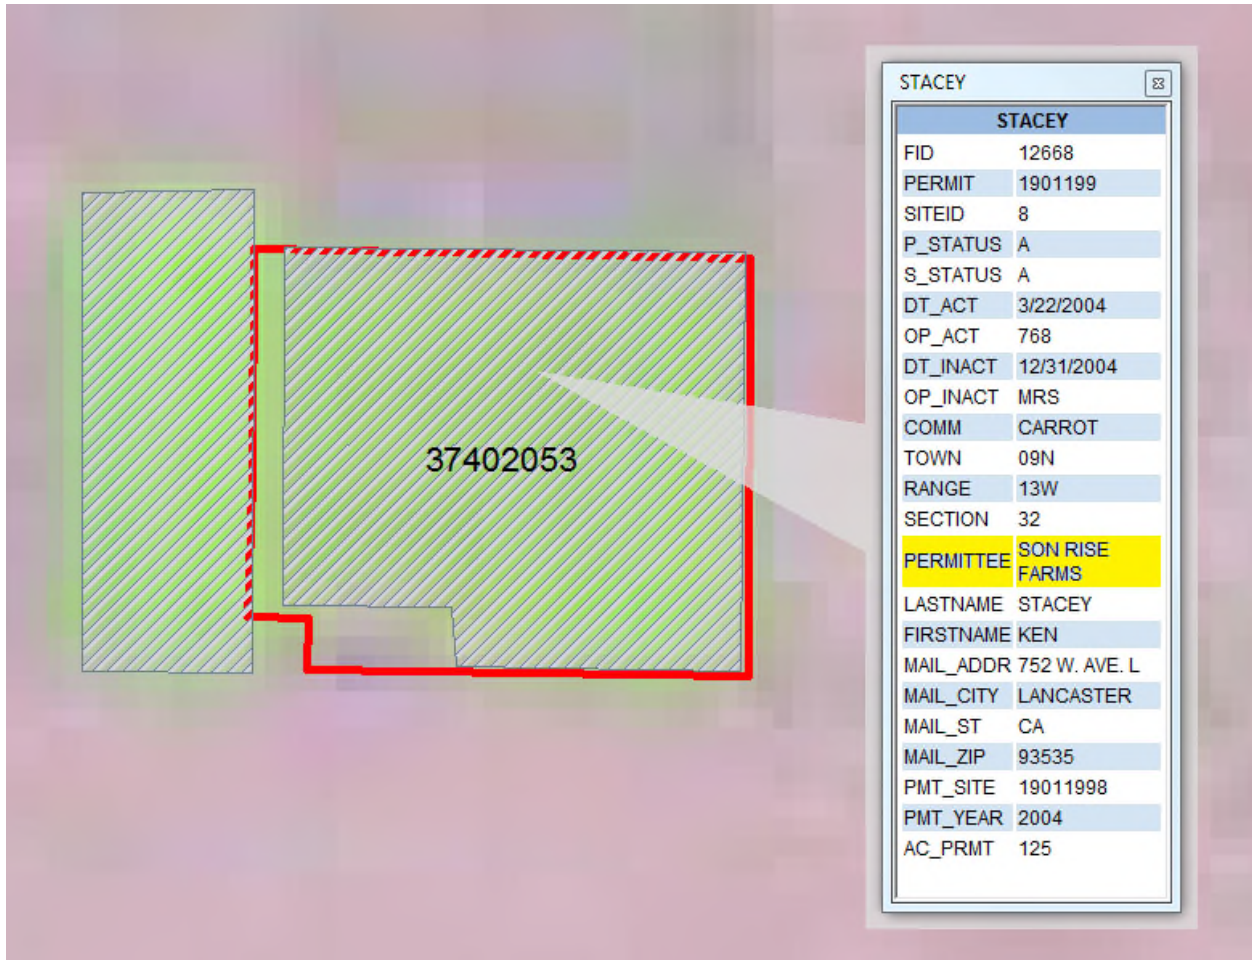 STACEY
STACEY
FID 12668
PERMIT 1901199
SITEID 8
P_STATUS A
S_STATUS A
DT_ACT 3/22/2004
OP_ACT 768
DT_INACT 12/31/2004
OP_INACT MRS
COMM CARROT
TOWN 09N
RANGE 13W
SECTION 32
PERMITTEE SON RISE
FARMS
LASTNAME STACEY
FIRSTNAME KEN
MAIL_ADDR 752 W. AVE. L
MAIL_CITY LANCASTER
MAIL_ST CA
MAIL_ZIP 93535
PMT_SITE 19011998
PMT_YEAR 2004
AC_PRMT 125
37402053